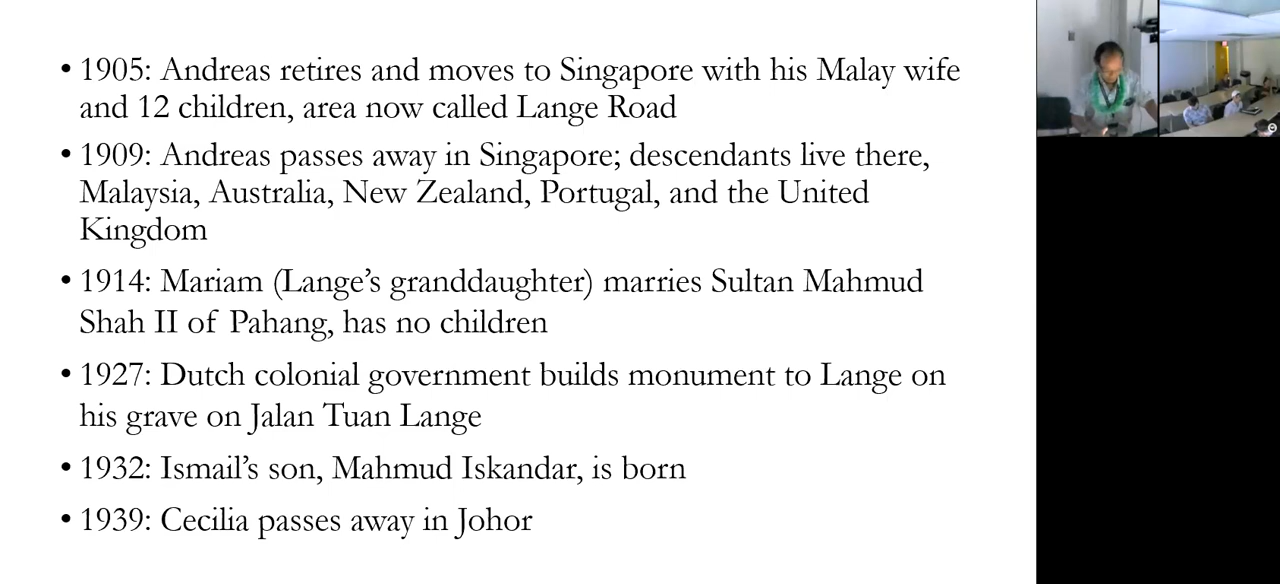 • 1905: Andreas retires and moves to Singapore with his Malay wife
and 12 children, area now called Lange Road
• 1909: Andreas passes away in Singapore; descendants live there,
Malaysia, Australia, New Zealand, Portugal, and the United
Kingdom
• 1914: Mariam (Lange’s granddaughter) marries Sultan Mahmud
Shah II of Pahang, has no children
• 1927: Dutch colonial government builds monument to Lange on
his grave on Jalan Tuan Lange
• 1932: Ismail’s son, Mahmud Iskandar, is born
• 1939: Cecilia passes away in Johor